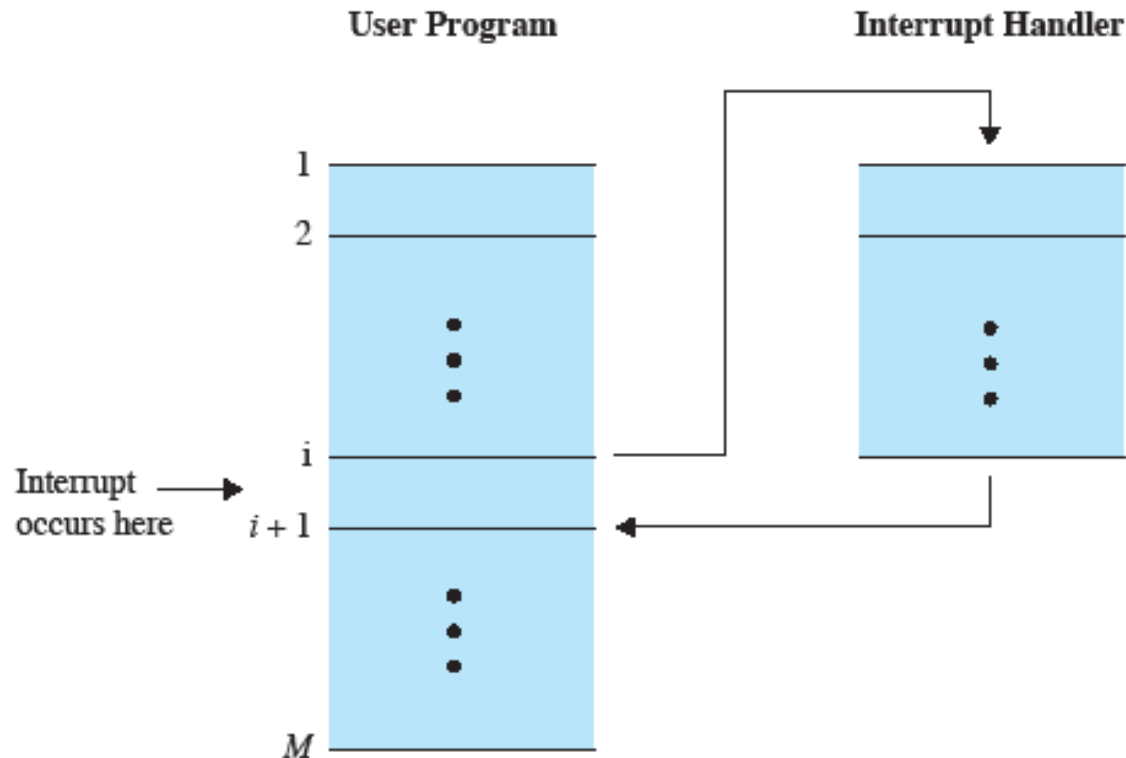 User Program
Interrupt Handler
1
2
i
Interrupt
occurs here
i + 1
M